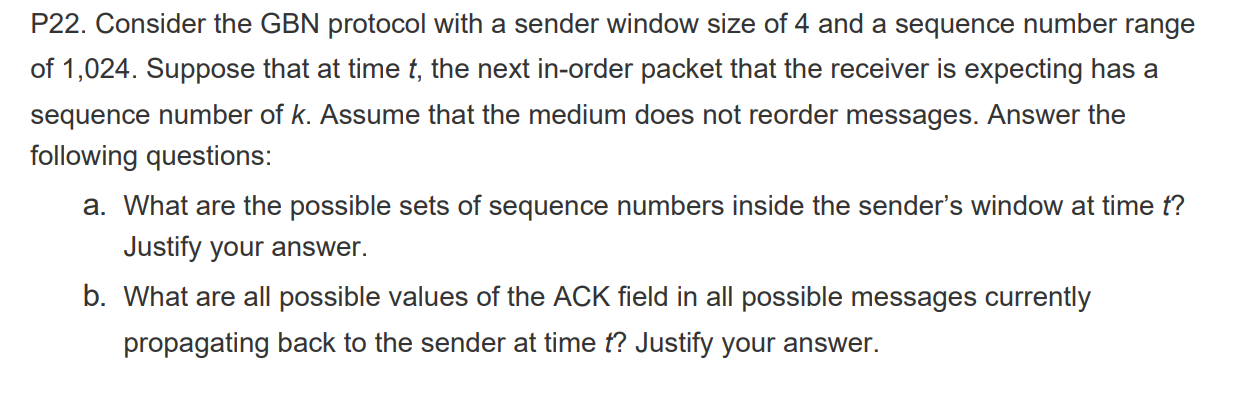 P22. Consider the GBN protocol with a sender window size of 4 and a sequence number range
of 1,024. Suppose that at time t, the next in-order packet that the receiver is expecting has a
sequence number of k. Assume that the medium does not reorder messages. Answer the
following questions:
a. What are the possible sets of sequence numbers inside the sender’s window at time t?
Justify your answer.
b. What are all possible values of the ACK field in all possible messages currently
propagating back to the sender at time t? Justify your answer.